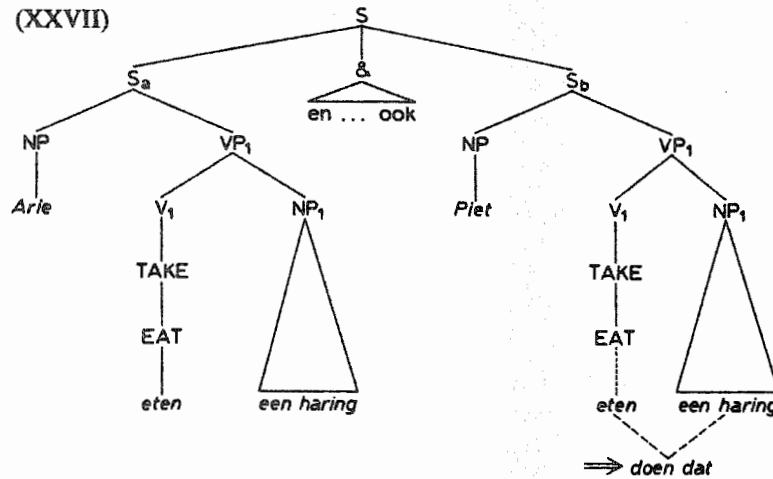 (XXVII)
S
Sa & Sb
en ... ook
NP VP1 NP VP1
Arie V1 NP1 Piet V1 NP1
TAKE TAKE
EAT EAT
eten een haring eten een haring
⇒ doen dat